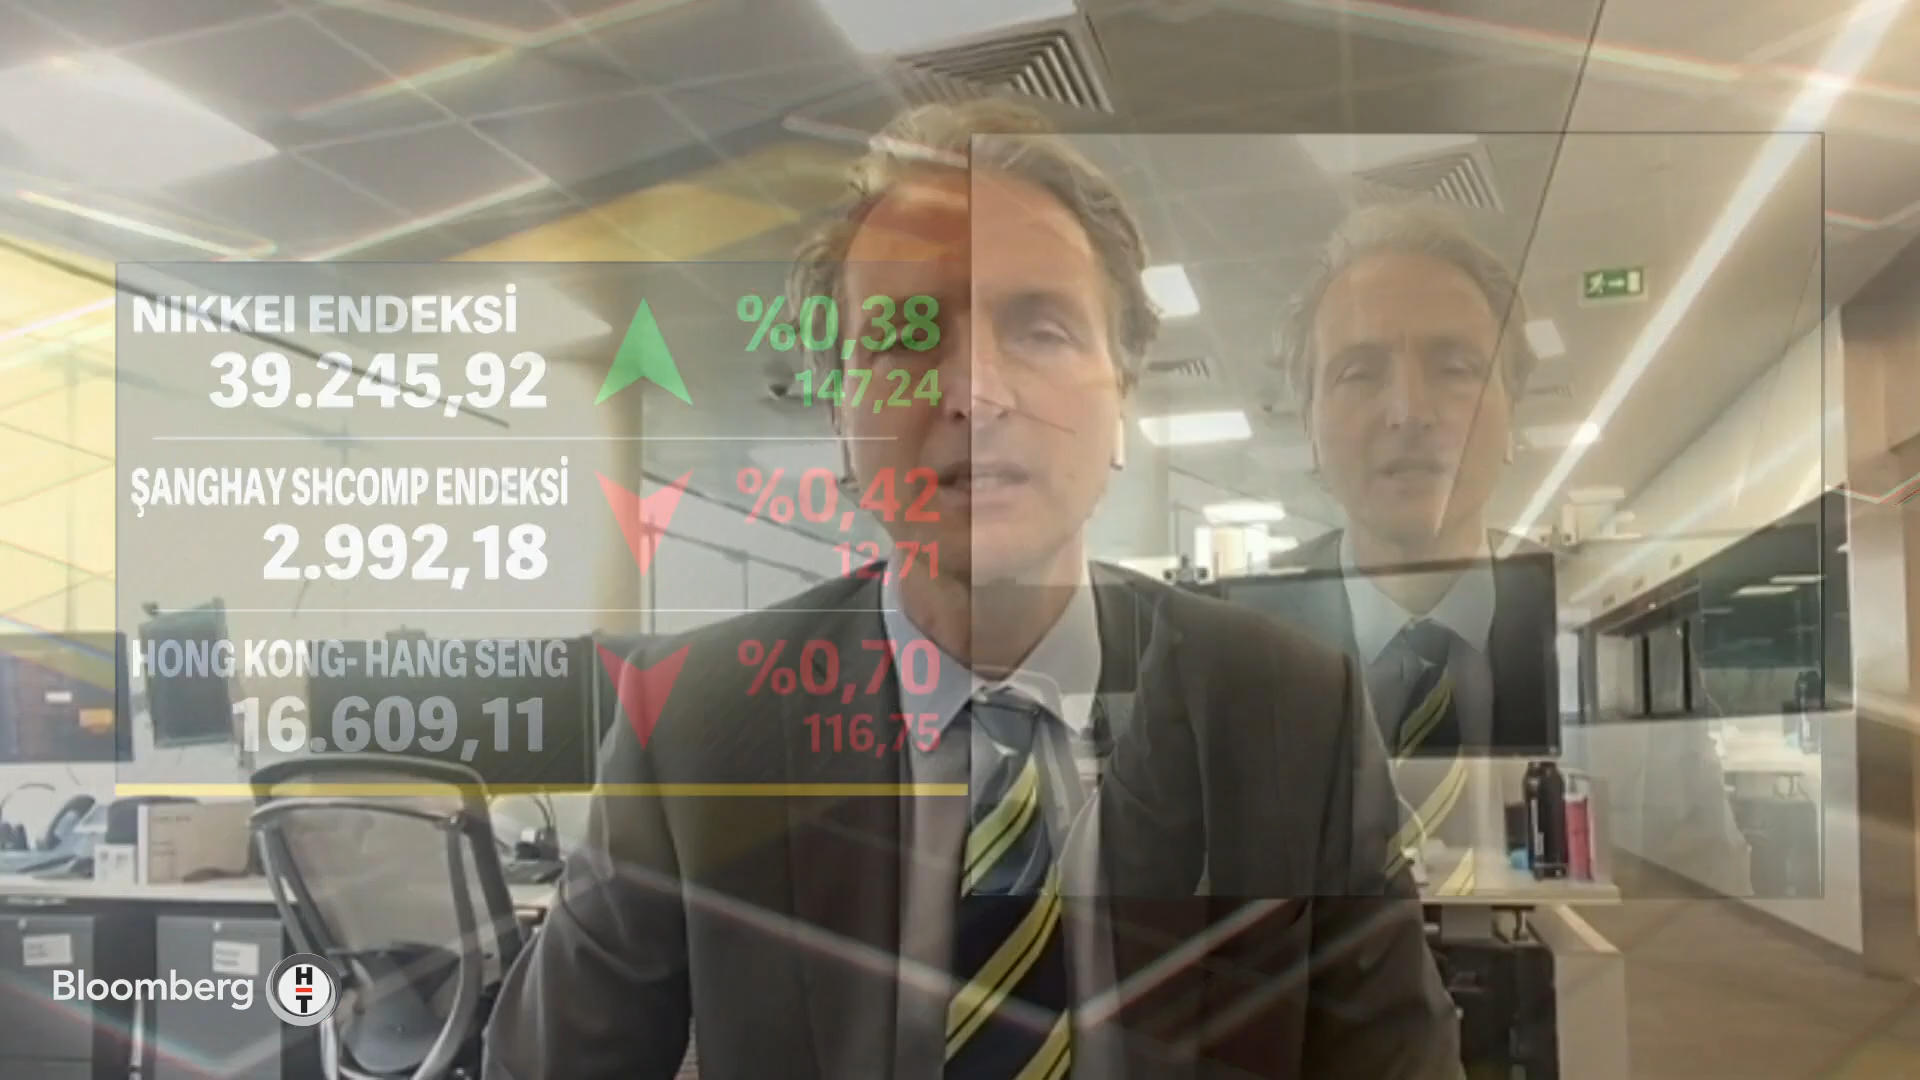 NIKKEI ENDEKSİ
%0,38
39.245,92
147,24
ŞANGHAY SHCOMP ENDEKSİ
%0,42
2.992,18
12,71
HONG KONG- HANG SENG
%0,70
16.609,11
116,75
Bloomberg HT